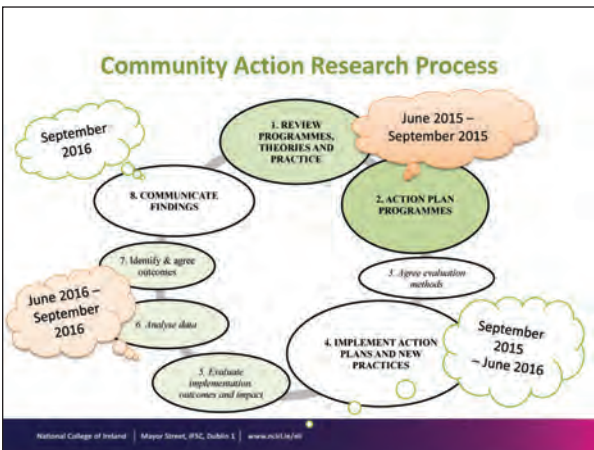 Community Action Research Process
September
2016
1. REVIEW
PROGRAMMES,
THEORIES AND
PRACTICE
June 2015 –
September 2015
8. COMMUNICATE
FINDINGS
2. ACTION PLAN
PROGRAMMES
7. Identify & agree
outcomes
3. Agree evaluation
methods
June 2016 –
September
2016
6. Analyse data
4. IMPLEMENT ACTION
PLANS AND NEW
PRACTICES
September
2015
– June 2016
5. Evaluate
implementation
outcomes and impact
National College of Ireland | Mayor Street, IFSC, Dublin 1 | www.ncirl.ie/eli